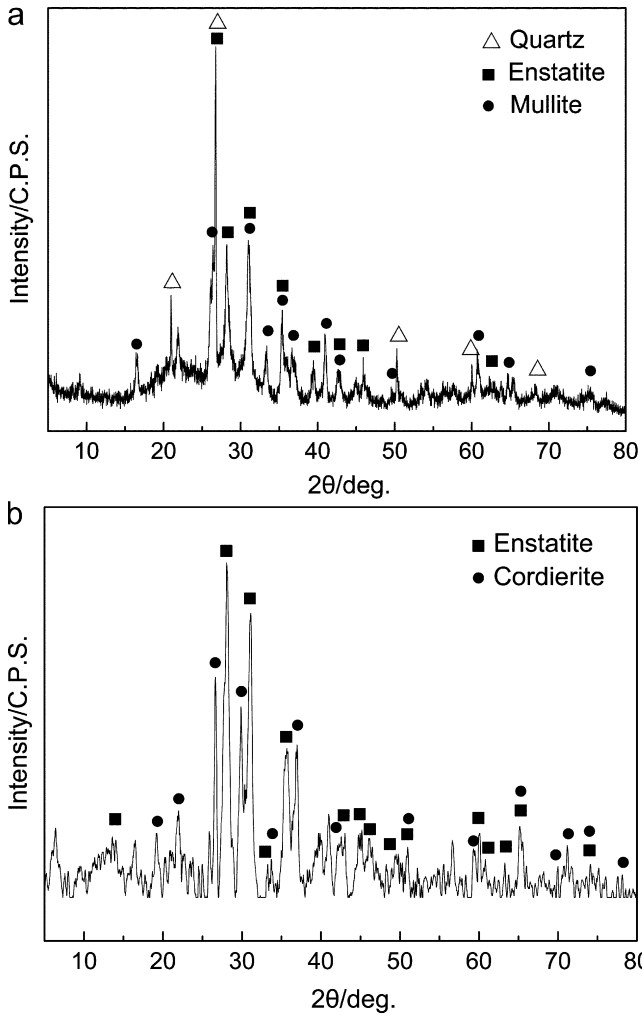 a
△ Quartz
■ Enstatite
● Mullite
Intensity/C.P.S.
10 20 30 40 50 60 70 80
2θ/deg.
b
■ Enstatite
● Cordierite
Intensity/C.P.S.
10 20 30 40 50 60 70 80
2θ/deg.